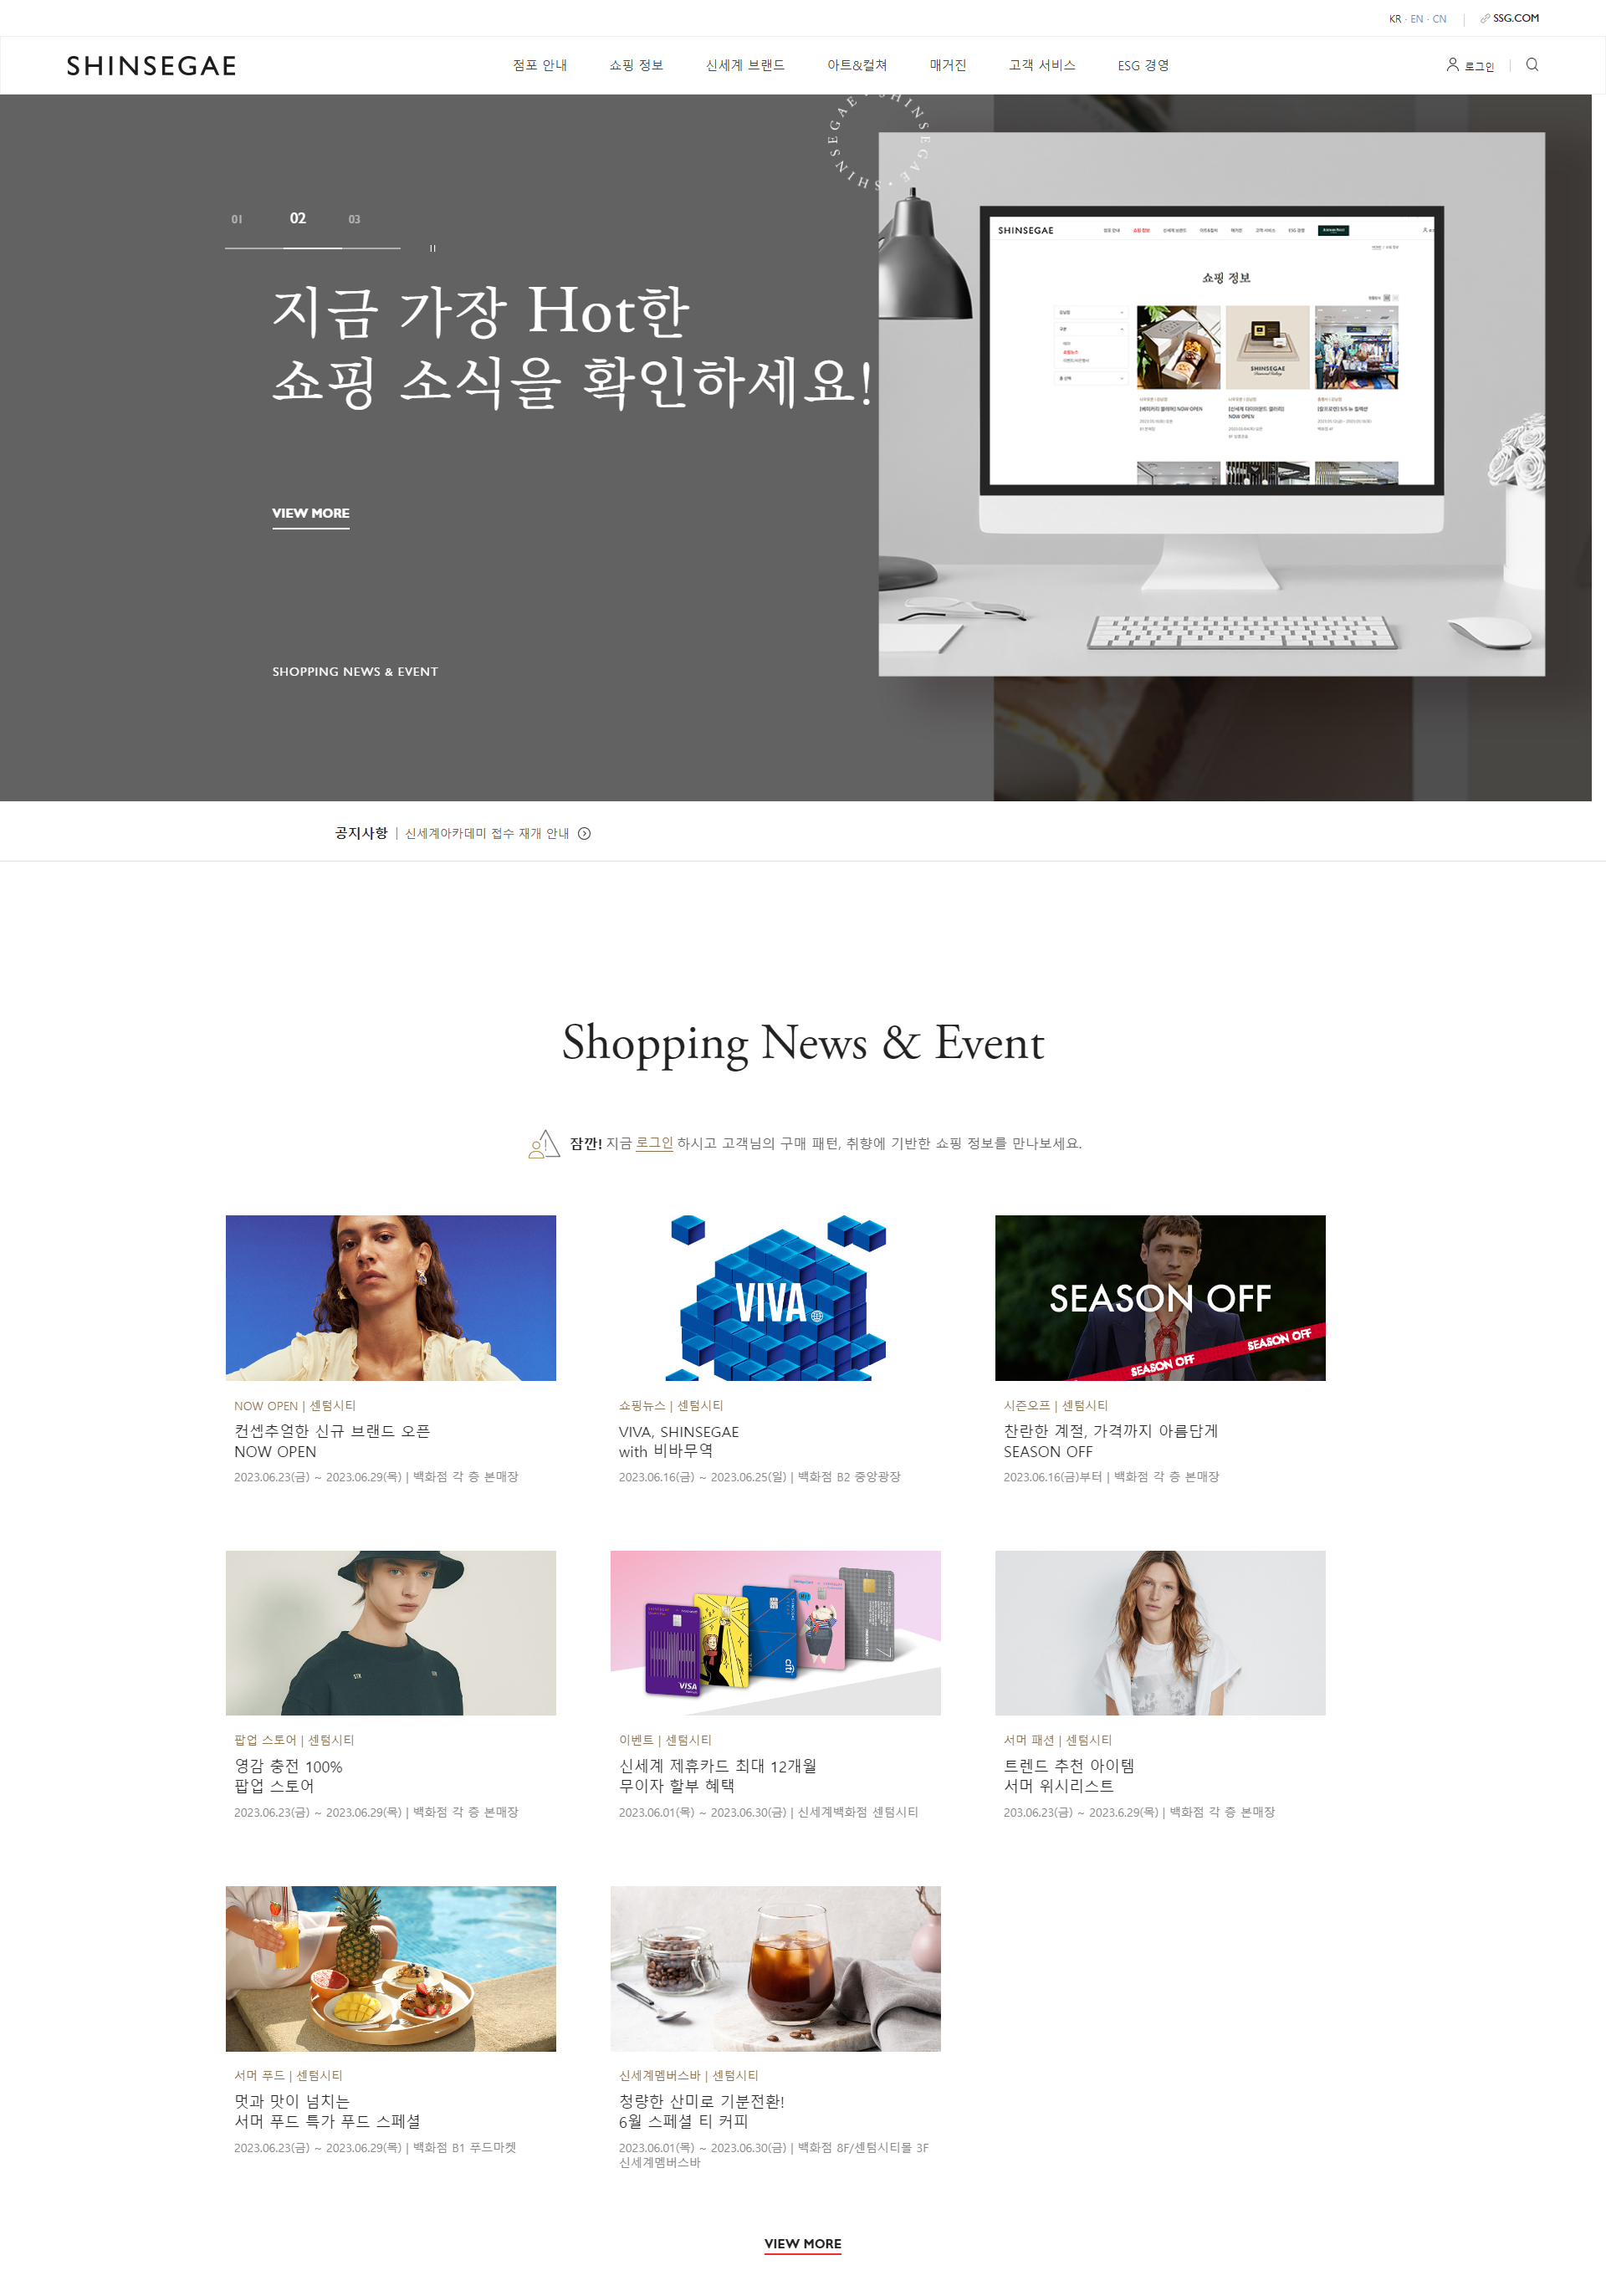 KR · EN · CN
SSG.COM
SHINSEGAE
점포 안내
쇼핑 정보
신세계 브랜드
아트&컬쳐
매거진
고객 서비스
ESG 경영
로그인
SHINSEGAE · SHINSEGAE · SHINSEGAE
01
02
03
지금 가장 Hot한
쇼핑 소식을 확인하세요!
VIEW MORE
SHOPPING NEWS & EVENT
SHINSEGAE
쇼핑 정보
SHINSEGAE
공지사항 | 신세계아카데미 접수 재개 안내
Shopping News & Event
잠깐! 지금 로그인 하시고 고객님의 구매 패턴, 취향에 기반한 쇼핑 정보를 만나보세요.
NOW OPEN | 센텀시티
컨셉추얼한 신규 브랜드 오픈
NOW OPEN
2023.06.23(금) ~ 2023.06.29(목) | 백화점 각 층 본매장
VIVA
쇼핑뉴스 | 센텀시티
VIVA, SHINSEGAE
with 비바무역
2023.06.16(금) ~ 2023.06.25(일) | 백화점 B2 중앙광장
SEASON OFF
SEASON OFF
SEASON OFF
시즌오프 | 센텀시티
찬란한 계절, 가격까지 아름답게
SEASON OFF
2023.06.16(금)부터 | 백화점 각 층 본매장
팝업 스토어 | 센텀시티
영감 충전 100%
팝업 스토어
2023.06.23(금) ~ 2023.06.29(목) | 백화점 각 층 본매장
VISA
citi
이벤트 | 센텀시티
신세계 제휴카드 최대 12개월
무이자 할부 혜택
2023.06.01(목) ~ 2023.06.30(금) | 신세계백화점 센텀시티
서머 패션 | 센텀시티
트렌드 추천 아이템
서머 위시리스트
203.06.23(금) ~ 2023.6.29(목) | 백화점 각 층 본매장
서머 푸드 | 센텀시티
멋과 맛이 넘치는
서머 푸드 특가 푸드 스페셜
2023.06.23(금) ~ 2023.06.29(목) | 백화점 B1 푸드마켓
신세계멤버스바 | 센텀시티
청량한 산미로 기분전환!
6월 스페셜 티 커피
2023.06.01(목) ~ 2023.06.30(금) | 백화점 8F/센텀시티몰 3F
신세계멤버스바
VIEW MORE